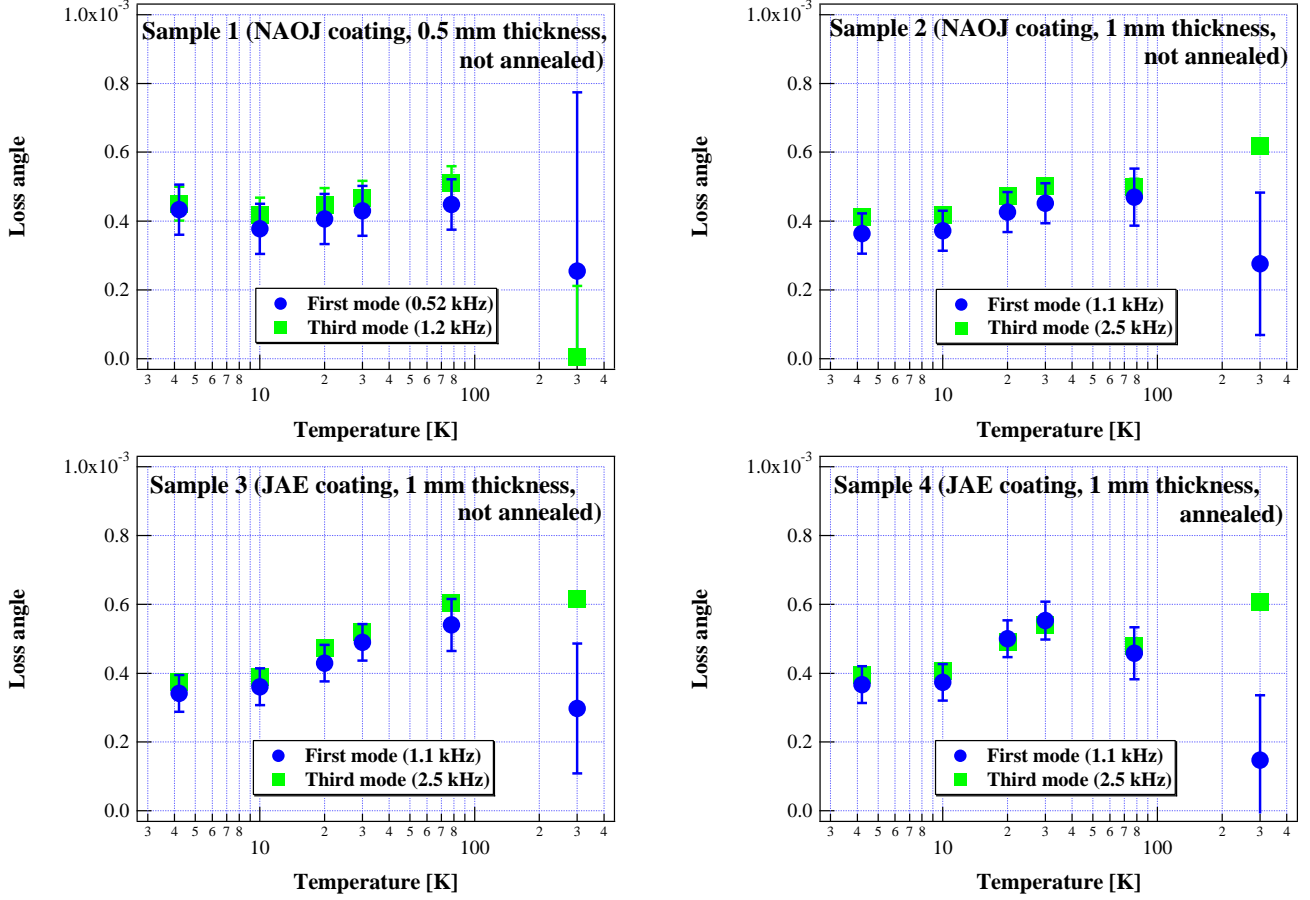 1.0x10-3
Sample 1 (NAOJ coating, 0.5 mm thickness,
not annealed)
0.8
0.6
0.4
0.2
0.0
Loss angle
First mode (0.52 kHz)
Third mode (1.2 kHz)
3 4 5 6 7 8 2 3 4 5 6 7 8 2 3 4
10 100
Temperature [K]
1.0x10-3
Sample 2 (NAOJ coating, 1 mm thickness,
not annealed)
0.8
0.6
0.4
0.2
0.0
Loss angle
First mode (1.1 kHz)
Third mode (2.5 kHz)
3 4 5 6 7 8 2 3 4 5 6 7 8 2 3 4
10 100
Temperature [K]
1.0x10-3
Sample 3 (JAE coating, 1 mm thickness,
not annealed)
0.8
0.6
0.4
0.2
0.0
Loss angle
First mode (1.1 kHz)
Third mode (2.5 kHz)
3 4 5 6 7 8 2 3 4 5 6 7 8 2 3 4
10 100
Temperature [K]
1.0x10-3
Sample 4 (JAE coating, 1 mm thickness,
annealed)
0.8
0.6
0.4
0.2
0.0
Loss angle
First mode (1.1 kHz)
Third mode (2.5 kHz)
3 4 5 6 7 8 2 3 4 5 6 7 8 2 3 4
10 100
Temperature [K]